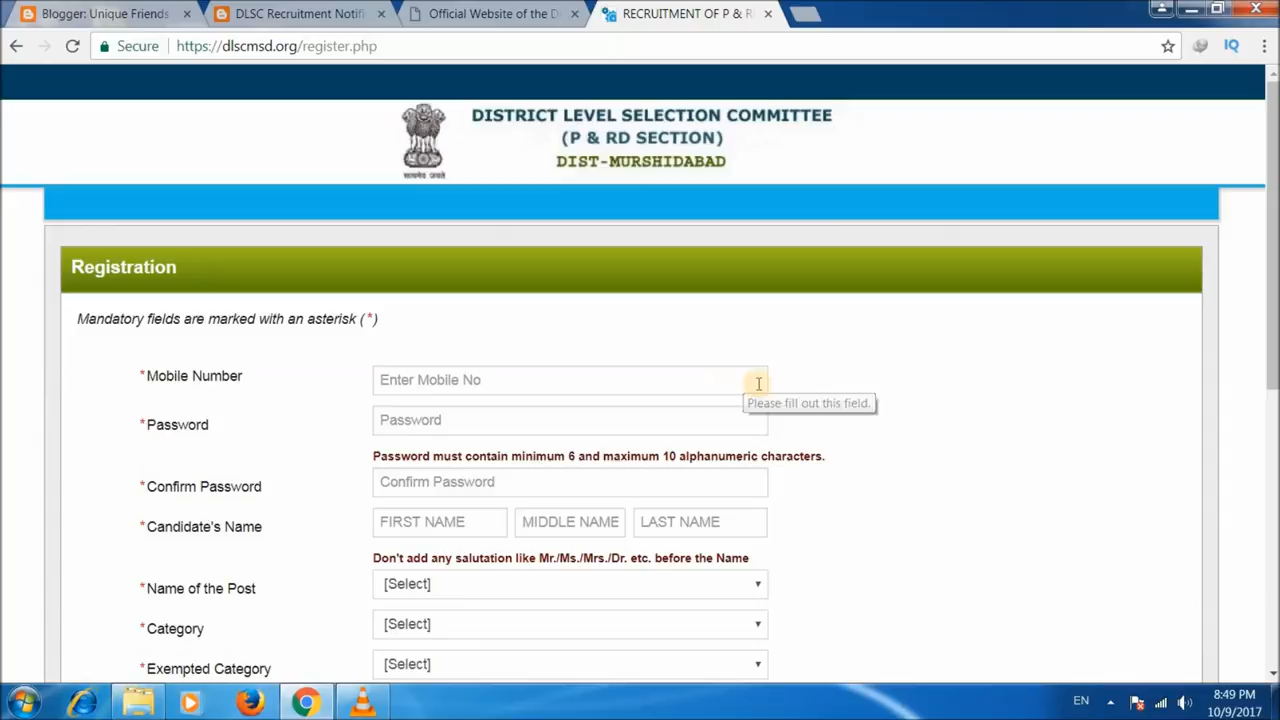 Blogger: Unique Friends
DLSC Recruitment Notifi
Official Website of the D
RECRUITMENT OF P & R
Secure
https://dlscmsd.org/register.php
IQ
DISTRICT LEVEL SELECTION COMMITTEE
(P & RD SECTION)
DIST-MURSHIDABAD
सत्यमेव जयते
Registration
Mandatory fields are marked with an asterisk (*)
*Mobile Number
Enter Mobile No
Please fill out this field.
*Password
Password
Password must contain minimum 6 and maximum 10 alphanumeric characters.
*Confirm Password
Confirm Password
*Candidate's Name
FIRST NAME
MIDDLE NAME
LAST NAME
Don't add any salutation like Mr./Ms./Mrs./Dr. etc. before the Name
*Name of the Post
[Select]
*Category
[Select]
*Exempted Category
[Select]
EN
8:49 PM
10/9/2017